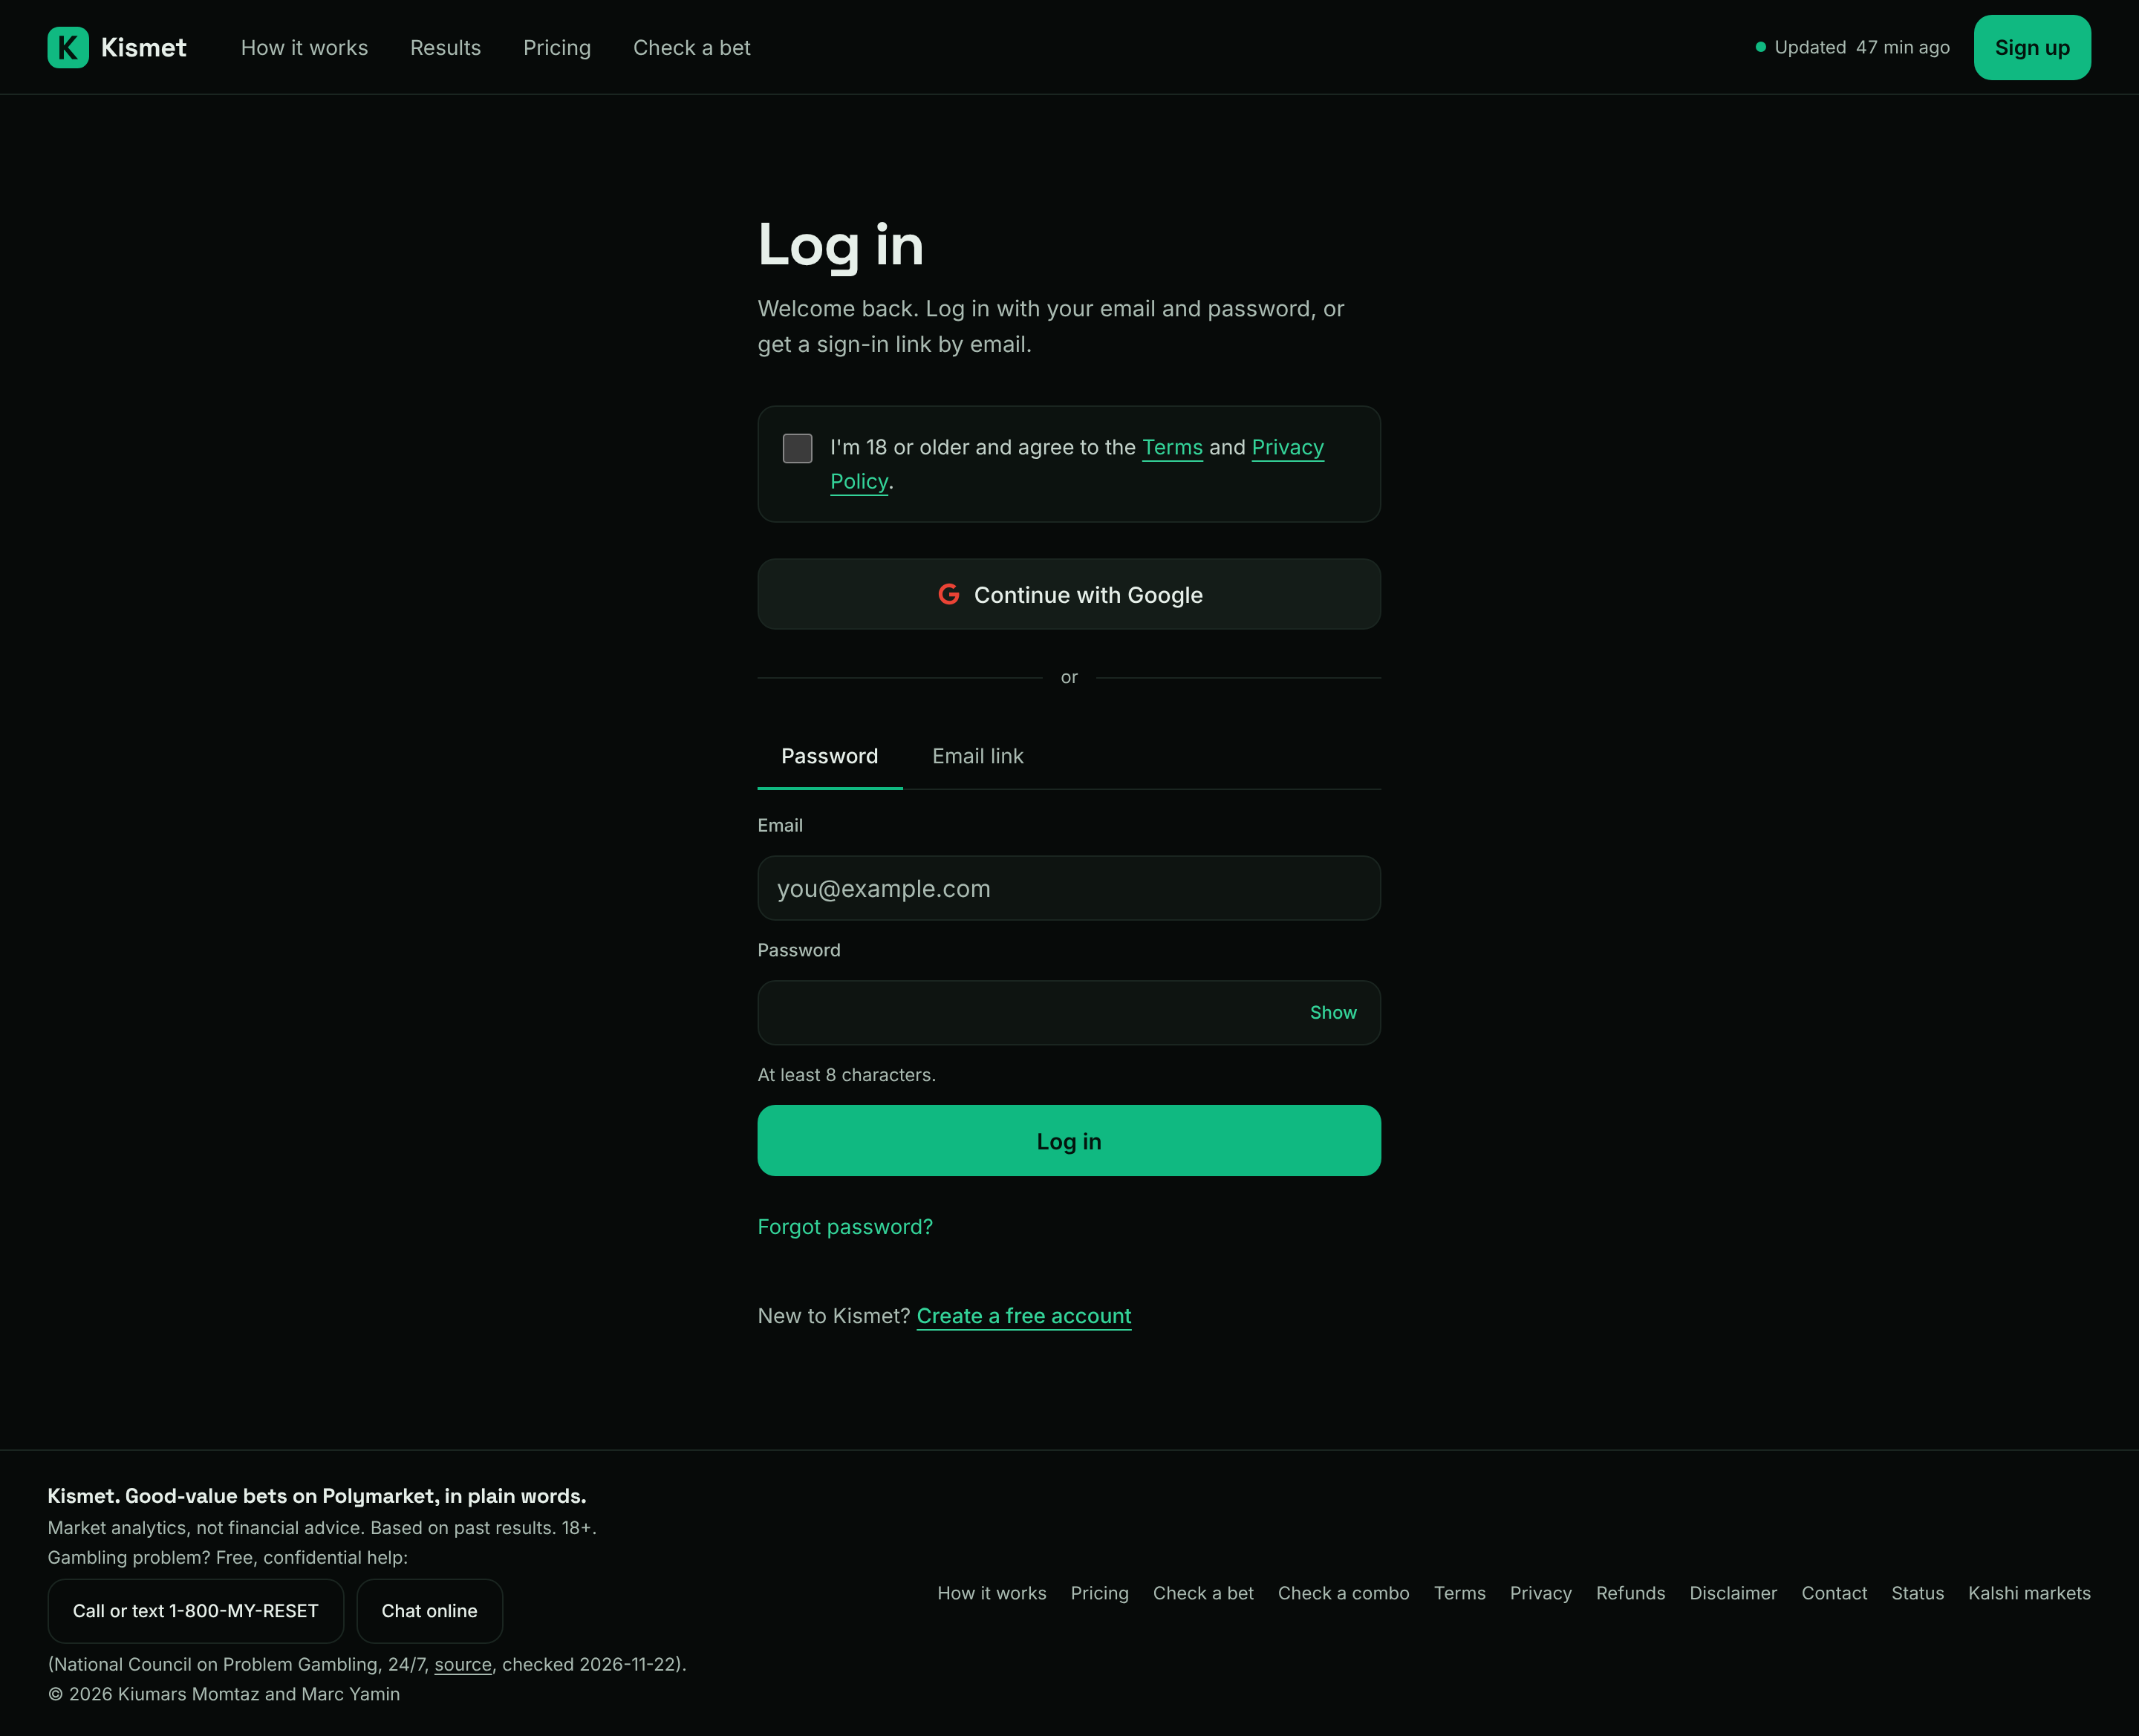 K Kismet How it works Results Pricing Check a bet Updated 47 min ago Sign up
Log in
Welcome back. Log in with your email and password, or
get a sign-in link by email.
I'm 18 or older and agree to the Terms and Privacy
Policy.
G Continue with Google
or
Password Email link
Email
you@example.com
Password
Show
At least 8 characters.
Log in
Forgot password?
New to Kismet? Create a free account
Kismet. Good-value bets on Polymarket, in plain words.
Market analytics, not financial advice. Based on past results. 18+.
Gambling problem? Free, confidential help:
Call or text 1-800-MY-RESET Chat online
(National Council on Problem Gambling, 24/7, source, checked 2026-11-22).
© 2026 Kiumars Momtaz and Marc Yamin
How it works Pricing Check a bet Check a combo Terms Privacy Refunds Disclaimer Contact Status Kalshi markets